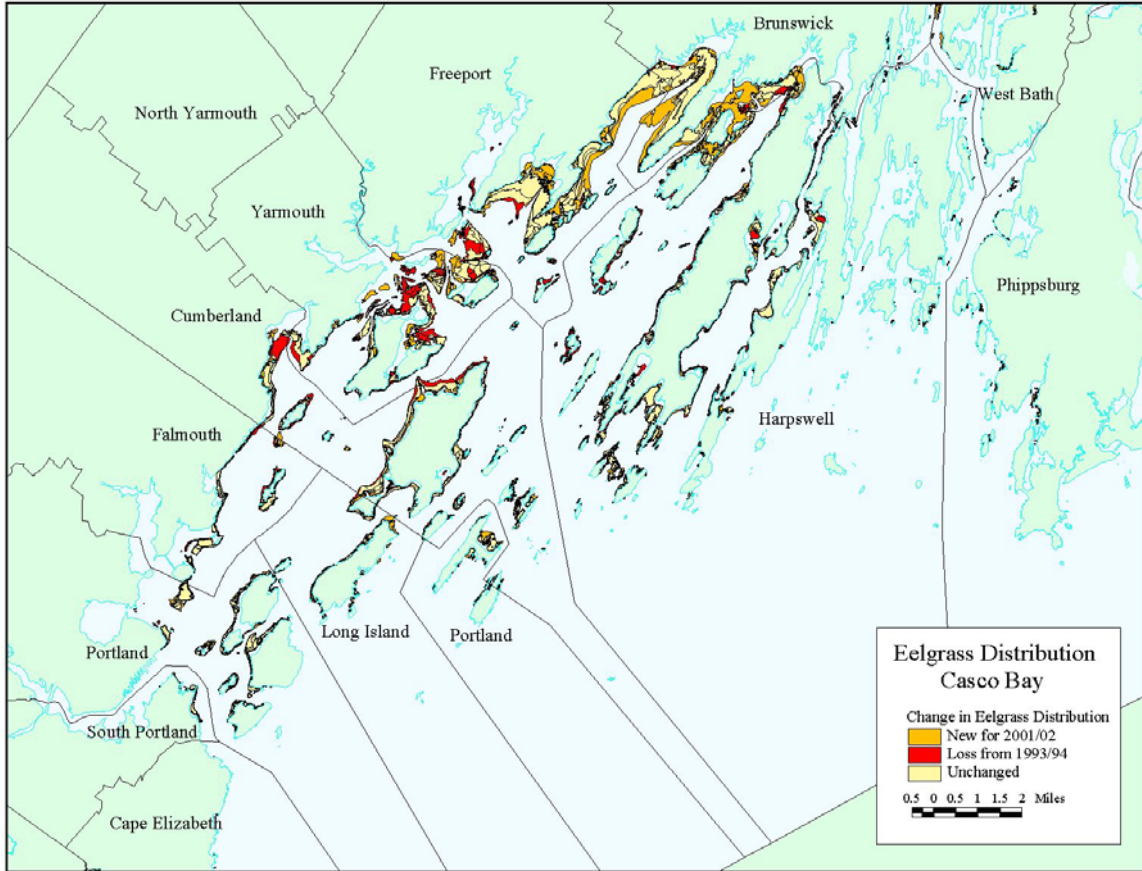 Brunswick
Freeport
West Bath
North Yarmouth
Yarmouth
Phippsburg
Cumberland
Harpswell
Falmouth
Long Island
Portland
Portland
South Portland
Cape Elizabeth
Eelgrass Distribution
Casco Bay
Change in Eelgrass Distribution
New for 2001/02
Loss from 1993/94
Unchanged
0.5 0 0.5 1 1.5 2 Miles